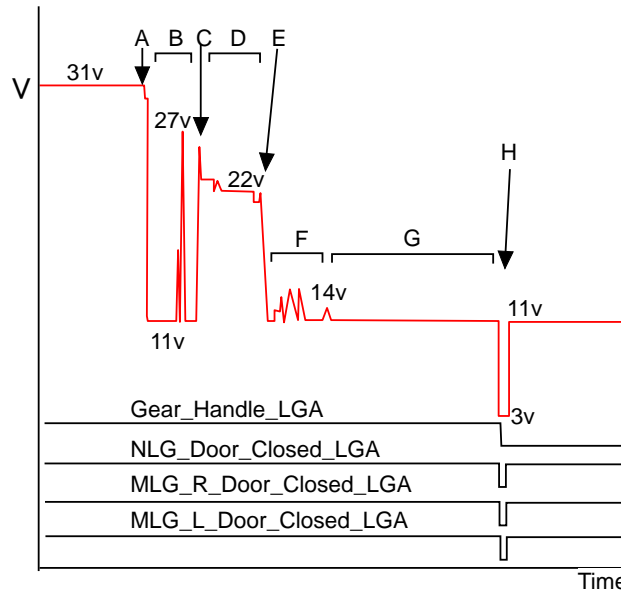 A B C D E
31v
V
27v
H
22v
F G
14v
11v
11v
3v
Gear_Handle_LGA
NLG_Door_Closed_LGA
MLG_R_Door_Closed_LGA
MLG_L_Door_Closed_LGA
Time